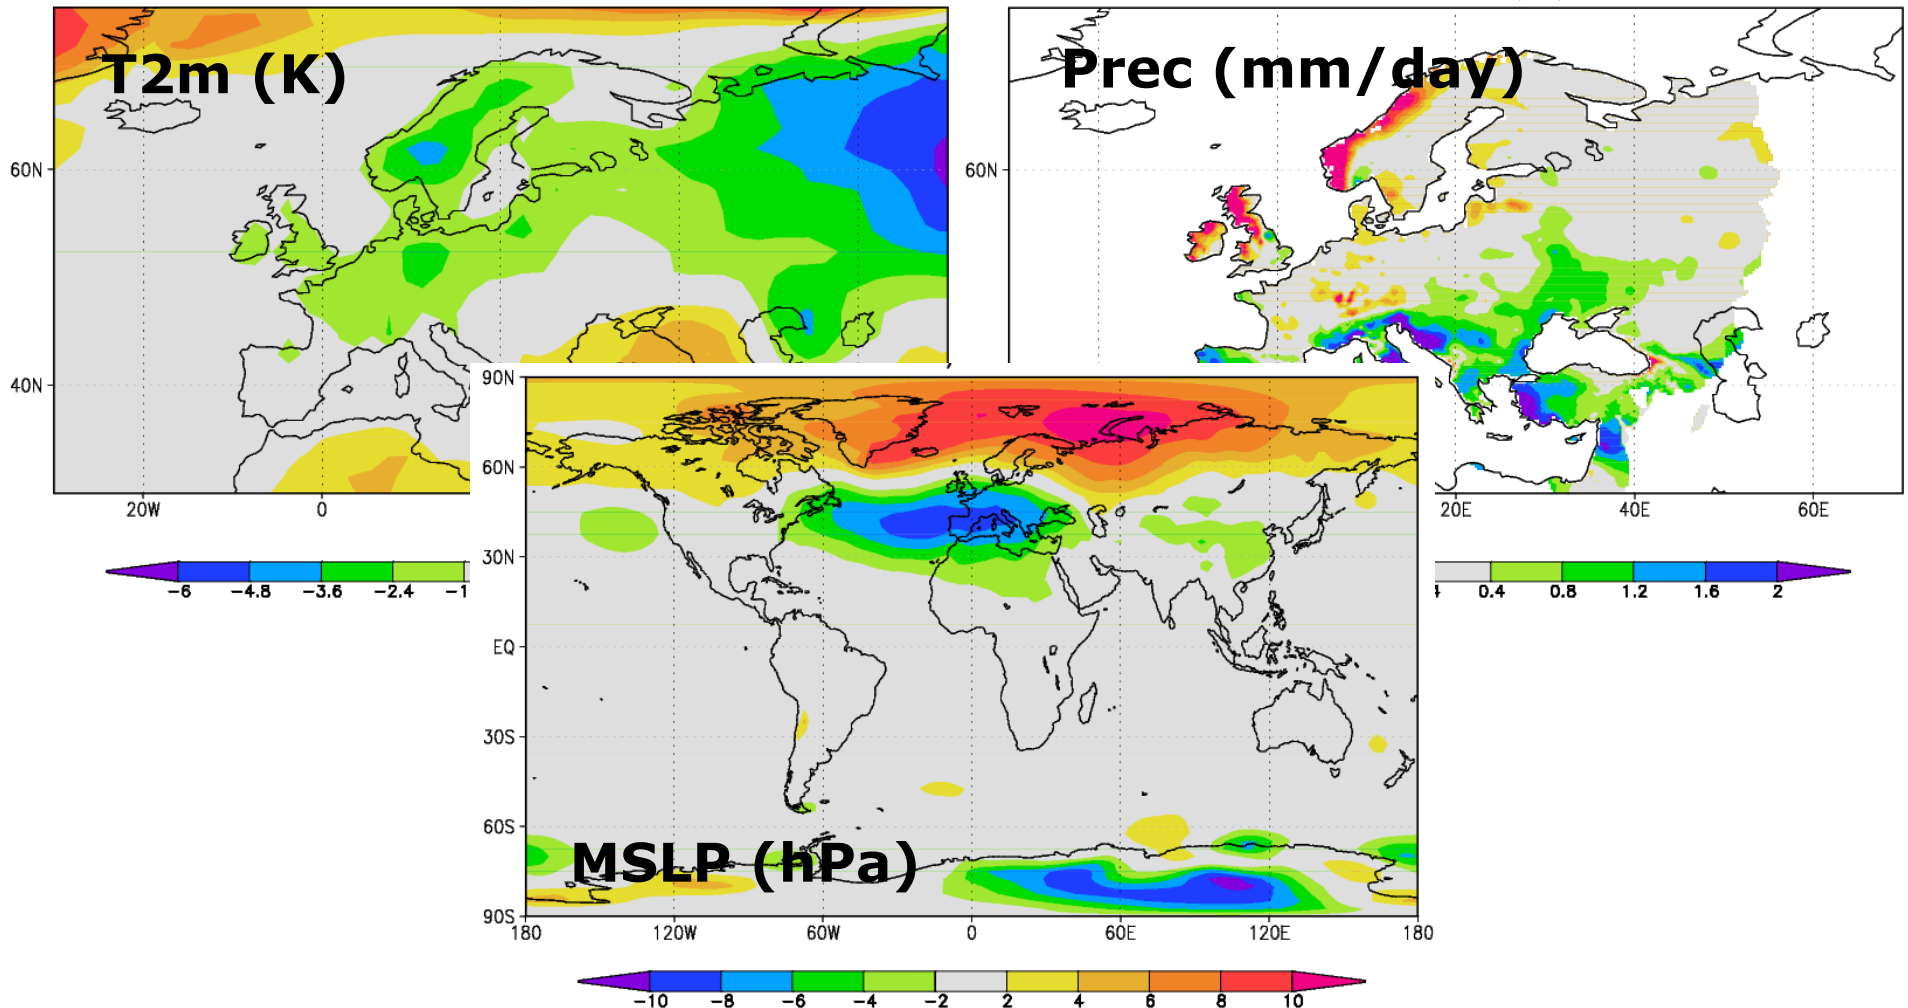 T2m (K)
Prec (mm/day)
60N
40N
20W
0
-6
-4.8
-3.6
-2.4
-1
60N
20E
40E
60E
0.4
0.8
1.2
1.6
2
90N
60N
30N
EQ
30S
60S
90S
MSLP (hPa)
180
120W
60W
0
60E
120E
180
-10
-8
-6
-4
-2
2
4
6
8
10